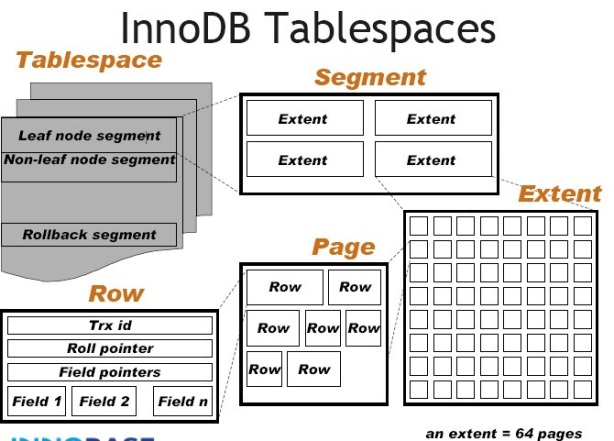 InnoDB Tablespaces
Tablespace
Leaf node segment
Non-leaf node segment
Rollback segment
Segment
Extent Extent
Extent Extent
Extent
an extent = 64 pages
Page
Row Row
Row Row Row
Row Row
Row
Trx id
Roll pointer
Field pointers
Field 1 Field 2 Field n